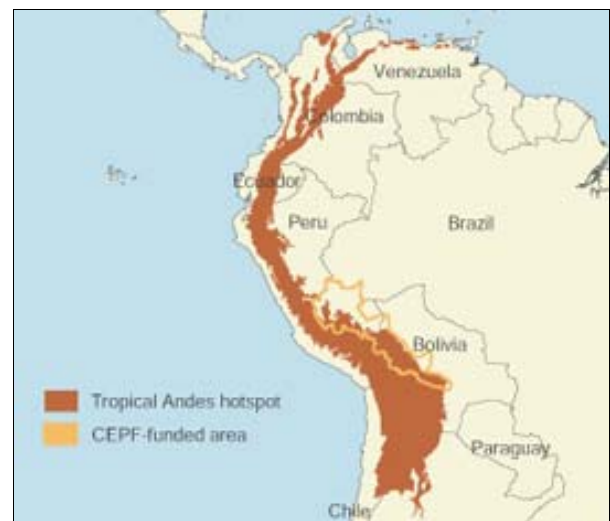 Venezuela
Colombia
Ecuador
Peru
Brazil
Bolivia
Tropical Andes hotspot
CEPF-funded area
Paraguay
Chile